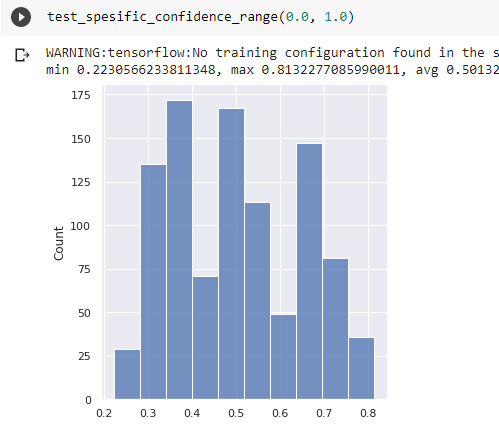 test_spesific_confidence_range(0.0, 1.0)
WARNING:tensorflow:No training configuration found in the s
min 0.2230566233811348, max 0.8132277085990011, avg 0.50132
175
150
125
100
75
50
25
0
Count
0.2 0.3 0.4 0.5 0.6 0.7 0.8